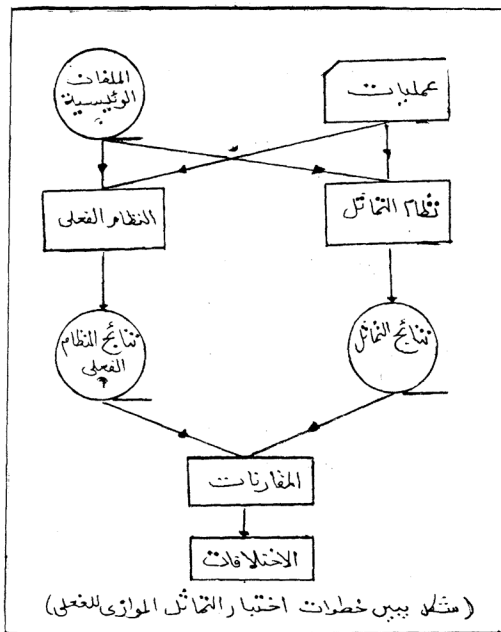 عمليات
الملفات
الرئيسية
نظام التماثل
النظام الفعلى
نتائج التماثل
نتائج النظام
الفعلى
المقارنات
الاختلافات
(شكل يبين خطوات اختبار التماثل الموازى للفعلى)